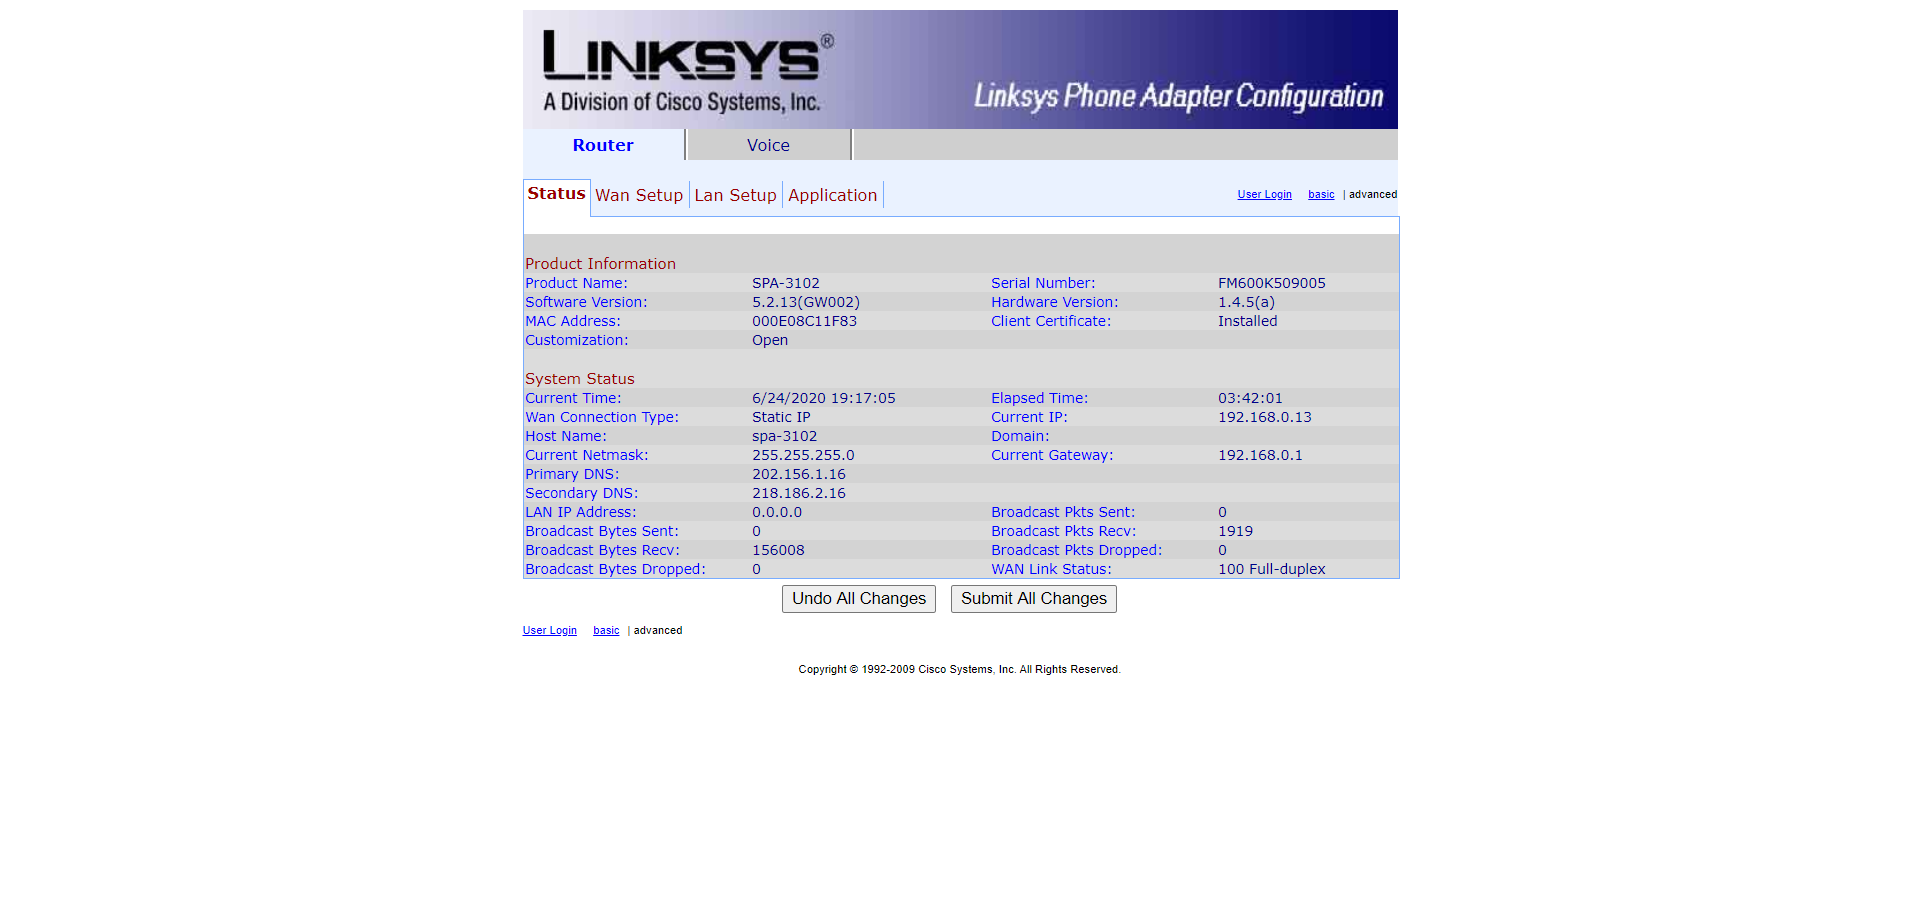 LINKSYS®
A Division of Cisco Systems, Inc.
Linksys Phone Adapter Configuration
Router Voice
Status Wan Setup Lan Setup Application User Login basic | advanced
Product Information
Product Name: SPA-3102 Serial Number: FM600K509005
Software Version: 5.2.13(GW002) Hardware Version: 1.4.5(a)
MAC Address: 000E08C11F83 Client Certificate: Installed
Customization: Open
System Status
Current Time: 6/24/2020 19:17:05 Elapsed Time: 03:42:01
Wan Connection Type: Static IP Current IP: 192.168.0.13
Host Name: spa-3102 Domain:
Current Netmask: 255.255.255.0 Current Gateway: 192.168.0.1
Primary DNS: 202.156.1.16
Secondary DNS: 218.186.2.16
LAN IP Address: 0.0.0.0 Broadcast Pkts Sent: 0
Broadcast Bytes Sent: 0 Broadcast Pkts Recv: 1919
Broadcast Bytes Recv: 156008 Broadcast Pkts Dropped: 0
Broadcast Bytes Dropped: 0 WAN Link Status: 100 Full-duplex
Undo All Changes Submit All Changes
User Login basic | advanced
Copyright © 1992-2009 Cisco Systems, Inc. All Rights Reserved.